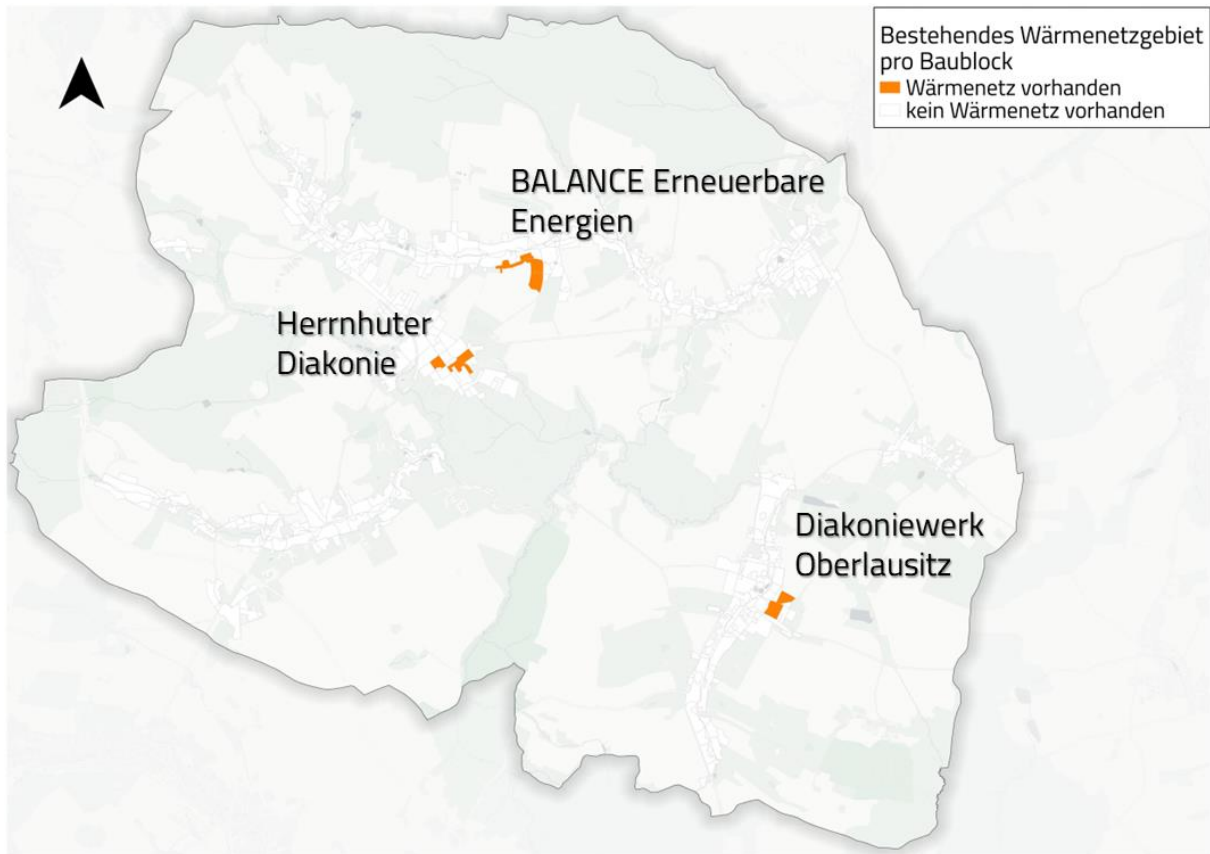 Bestehendes Wärmenetzgebiet
pro Baublock
Wärmenetz vorhanden
kein Wärmenetz vorhanden
BALANCE Erneuerbare
Energien
Herrnhuter
Diakonie
Diakoniewerk
Oberlausitz